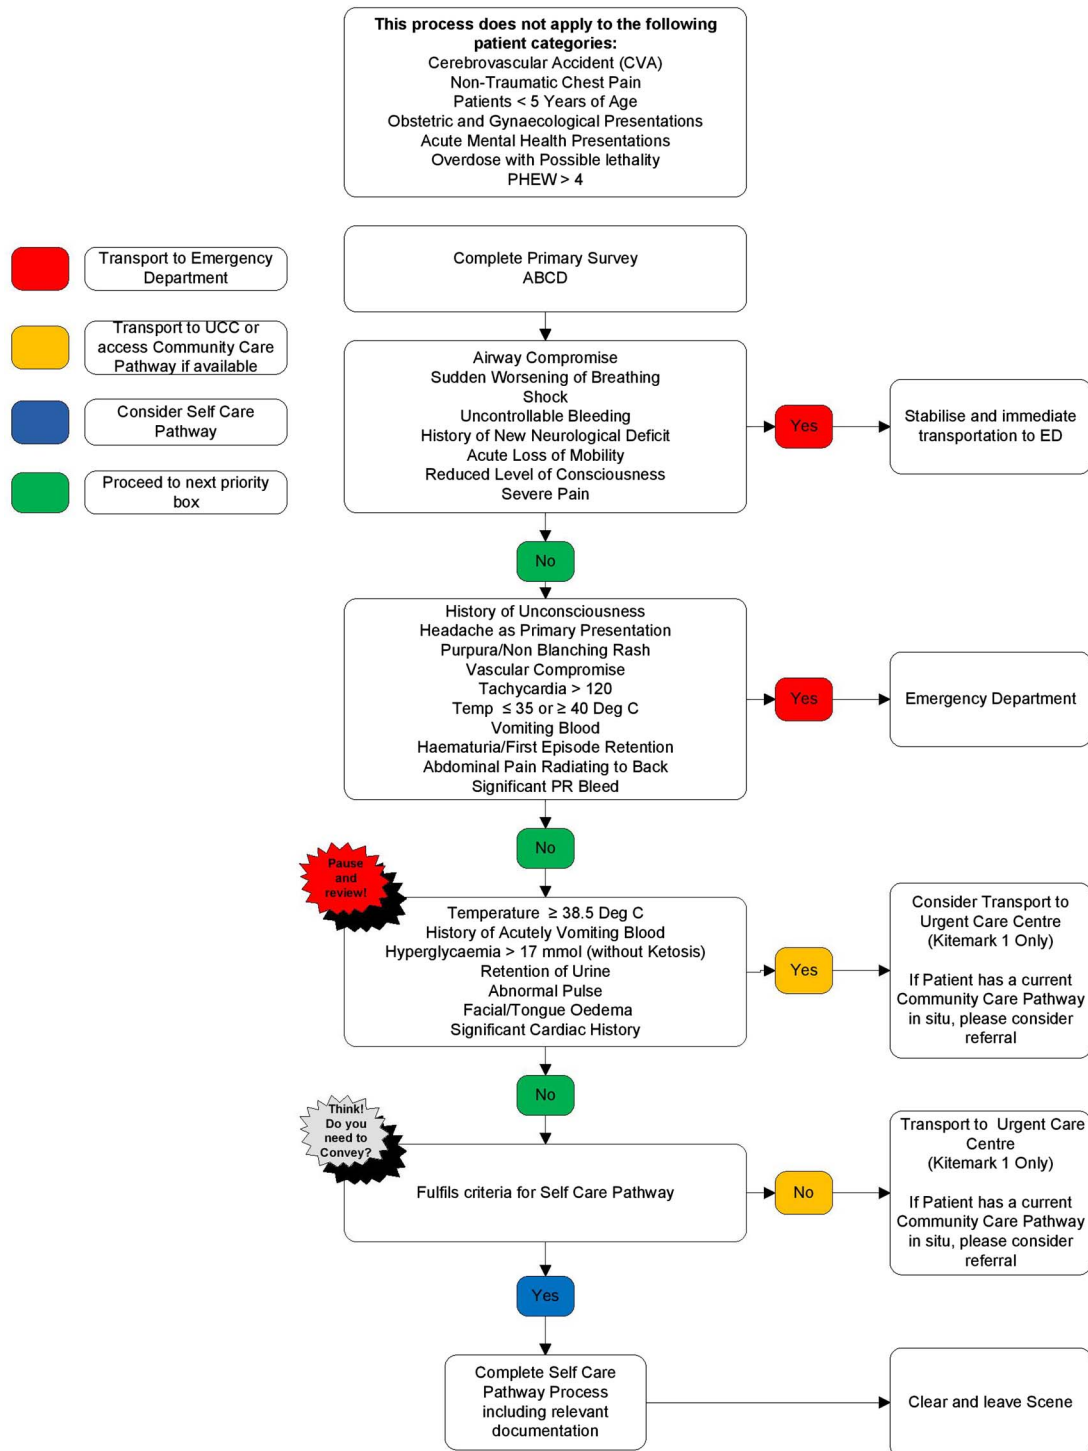 This process does not apply to the following
patient categories:
Cerebrovascular Accident (CVA)
Non-Traumatic Chest Pain
Patients < 5 Years of Age
Obstetric and Gynaecological Presentations
Acute Mental Health Presentations
Overdose with Possible lethality
PHEW > 4
Transport to Emergency
Department
Transport to UCC or
access Community Care
Pathway if available
Consider Self Care
Pathway
Proceed to next priority
box
Complete Primary Survey
ABCD
Airway Compromise
Sudden Worsening of Breathing
Shock
Uncontrollable Bleeding
History of New Neurological Deficit
Acute Loss of Mobility
Reduced Level of Consciousness
Severe Pain
Yes
Stabilise and immediate
transportation to ED
No
History of Unconsciousness
Headache as Primary Presentation
Purpura/Non Blanching Rash
Vascular Compromise
Tachycardia > 120
Temp ≤ 35 or ≥ 40 Deg C
Vomiting Blood
Haematuria/First Episode Retention
Abdominal Pain Radiating to Back
Significant PR Bleed
Yes
Emergency Department
No
Pause
and
review!
Temperature ≥ 38.5 Deg C
History of Acutely Vomiting Blood
Hyperglycaemia > 17 mmol (without Ketosis)
Retention of Urine
Abnormal Pulse
Facial/Tongue Oedema
Significant Cardiac History
Yes
Consider Transport to
Urgent Care Centre
(Kitemark 1 Only)
If Patient has a current
Community Care Pathway
in situ, please consider
referral
No
Think!
Do you
need to
Convey?
Fulfils criteria for Self Care Pathway
No
Transport to Urgent Care
Centre
(Kitemark 1 Only)
If Patient has a current
Community Care Pathway
in situ, please consider
referral
Yes
Complete Self Care
Pathway Process
including relevant
documentation
Clear and leave Scene